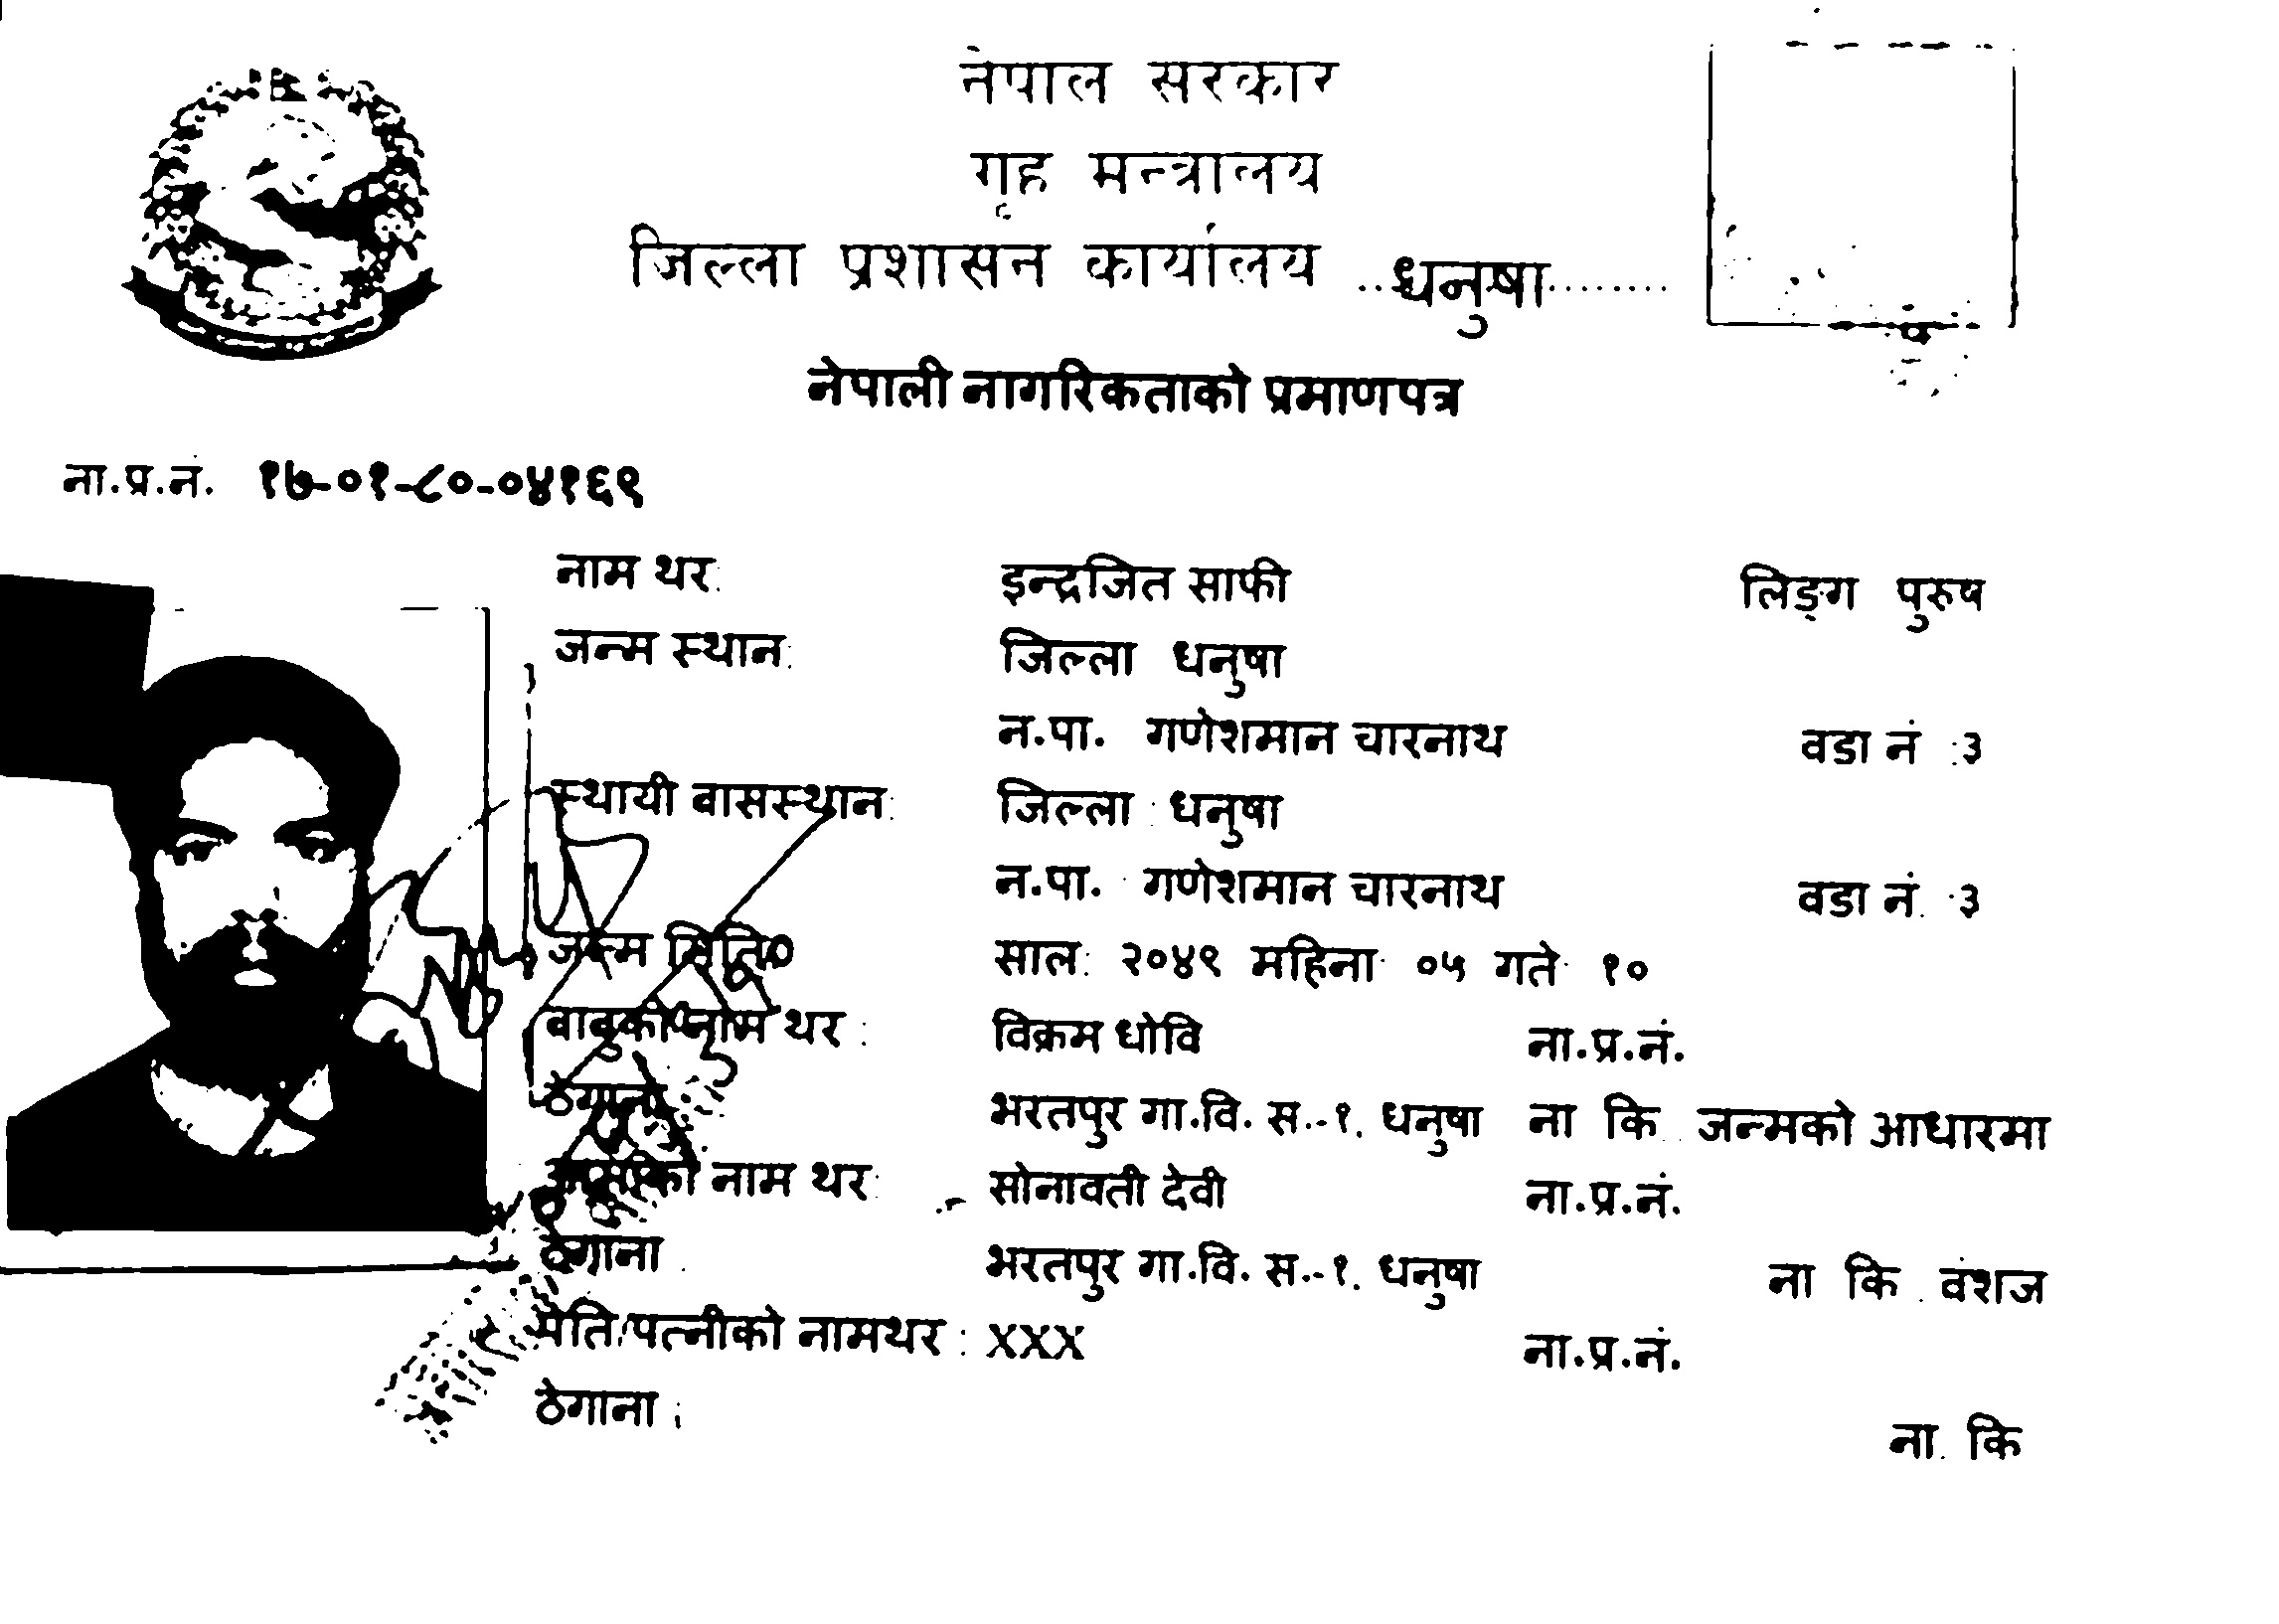 नेपाल सरकार
गृह मन्त्रालय
जिल्ला प्रशासन कार्यालय ..धनुषा........
नेपाली नागरिकताको प्रमाणपत्र
ना.प्र.नं. १७-०१-८०-०४१६९
नाम थर: इन्द्रजित साफी लिङ्ग पुरुष
जन्म स्थान: जिल्ला धनुषा
न.पा. गणेशमान चारनाथ वडा नं :३
स्थायी वासस्थान: जिल्ला : धनुषा
न.पा. गणेशमान चारनाथ वडा नं. :३
जन्म मिति: साल: २०४९ महिना ०५ गते १०
बाबुको नाम थर : विक्रम धोवि ना.प्र.नं.
ठेगाना भरतपुर गा.वि. स.-१, धनुषा ना कि. जन्मको आधारमा
आमाको नाम थर: सोनावती देवी ना.प्र.नं.
ठेगाना भरतपुर गा.वि. स.-१, धनुषा ना कि . वंशज
पति/पत्नीको नामथर : XXX ना.प्र.नं.
ठेगाना :
ना. कि